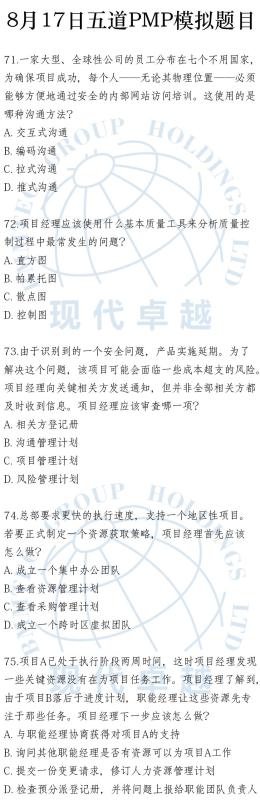 8月17日五道PMP模拟题目
71.一家大型、全球性公司的员工分布在七个不用国家，
为确保项目成功，每个人——无论其物理位置——必须
能够方便地通过安全的内部网站访问培训。这使用的是
哪种沟通方法？
A. 交互式沟通
B. 编码沟通
C. 拉式沟通
D. 推式沟通
72.项目经理应该使用什么基本质量工具来分析质量控
制过程中最常发生的问题？
A. 直方图
B. 帕累托图
C. 散点图
D. 控制图
现代卓越
73.由于识别到的一个安全问题，产品实施延期。为了
解决这个问题，该项目可能会面临一些成本超支的风险。
项目经理向关键相关方发送通知，但并非全部相关方都
及时收到信息。项目经理应该审查哪一项？
A. 相关方登记册
B. 沟通管理计划
C. 项目管理计划
D. 风险管理计划
74.总部要求更快的执行速度，支持一个地区性项目。
若要正式制定一个资源获取策略，项目经理首先应该
怎么做？
A. 成立一个集中办公团队
B. 查看资源管理计划
C. 查看采购管理计划
D. 成立一个跨时区虚拟团队
75.项目A已处于执行阶段两周时间，这时项目经理发现
一些关键资源没有在为项目任务工作。项目经理了解到，
由于项目B落后于进度计划，职能经理让这些资源先专
注于那些任务。项目经理下一步应该怎么做？
A. 与职能经理协商获得对项目A的支持
B. 询问其他职能经理是否有资源可以为项目A工作
C. 提交一份变更请求，修订人力资源管理计划
D. 检查预分派登记册，并将问题上报给职能团队负责人